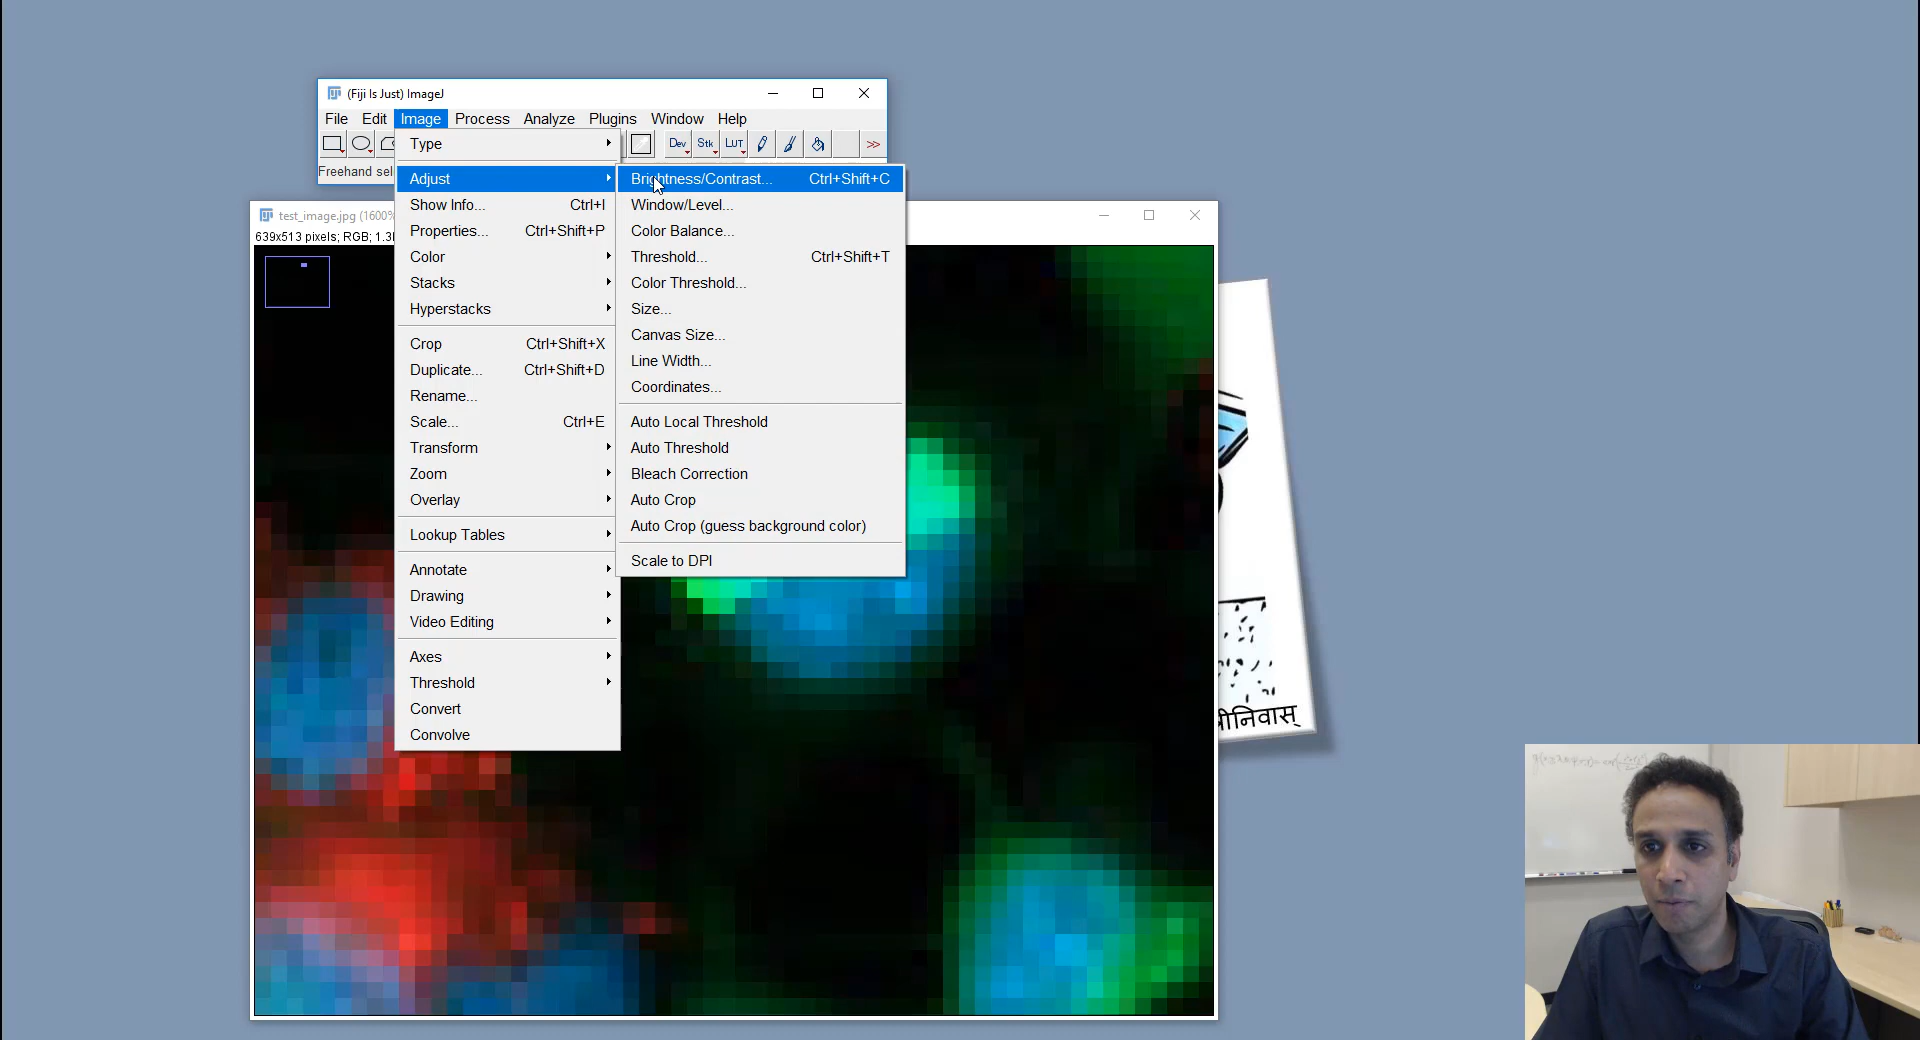 (Fiji Is Just) ImageJ
File Edit Image Process Analyze Plugins Window Help
Dev Stk LUT >>
Freehand sel
Type
Adjust
Show Info... Ctrl+I
Properties... Ctrl+Shift+P
Color
Stacks
Hyperstacks
Crop Ctrl+Shift+X
Duplicate... Ctrl+Shift+D
Rename...
Scale... Ctrl+E
Transform
Zoom
Overlay
Lookup Tables
Annotate
Drawing
Video Editing
Axes
Threshold
Convert
Convolve
Brightness/Contrast... Ctrl+Shift+C
Window/Level...
Color Balance...
Threshold... Ctrl+Shift+T
Color Threshold...
Size...
Canvas Size...
Line Width...
Coordinates...
Auto Local Threshold
Auto Threshold
Bleach Correction
Auto Crop
Auto Crop (guess background color)
Scale to DPI
test_image.jpg (1600%
639x513 pixels; RGB; 1.3